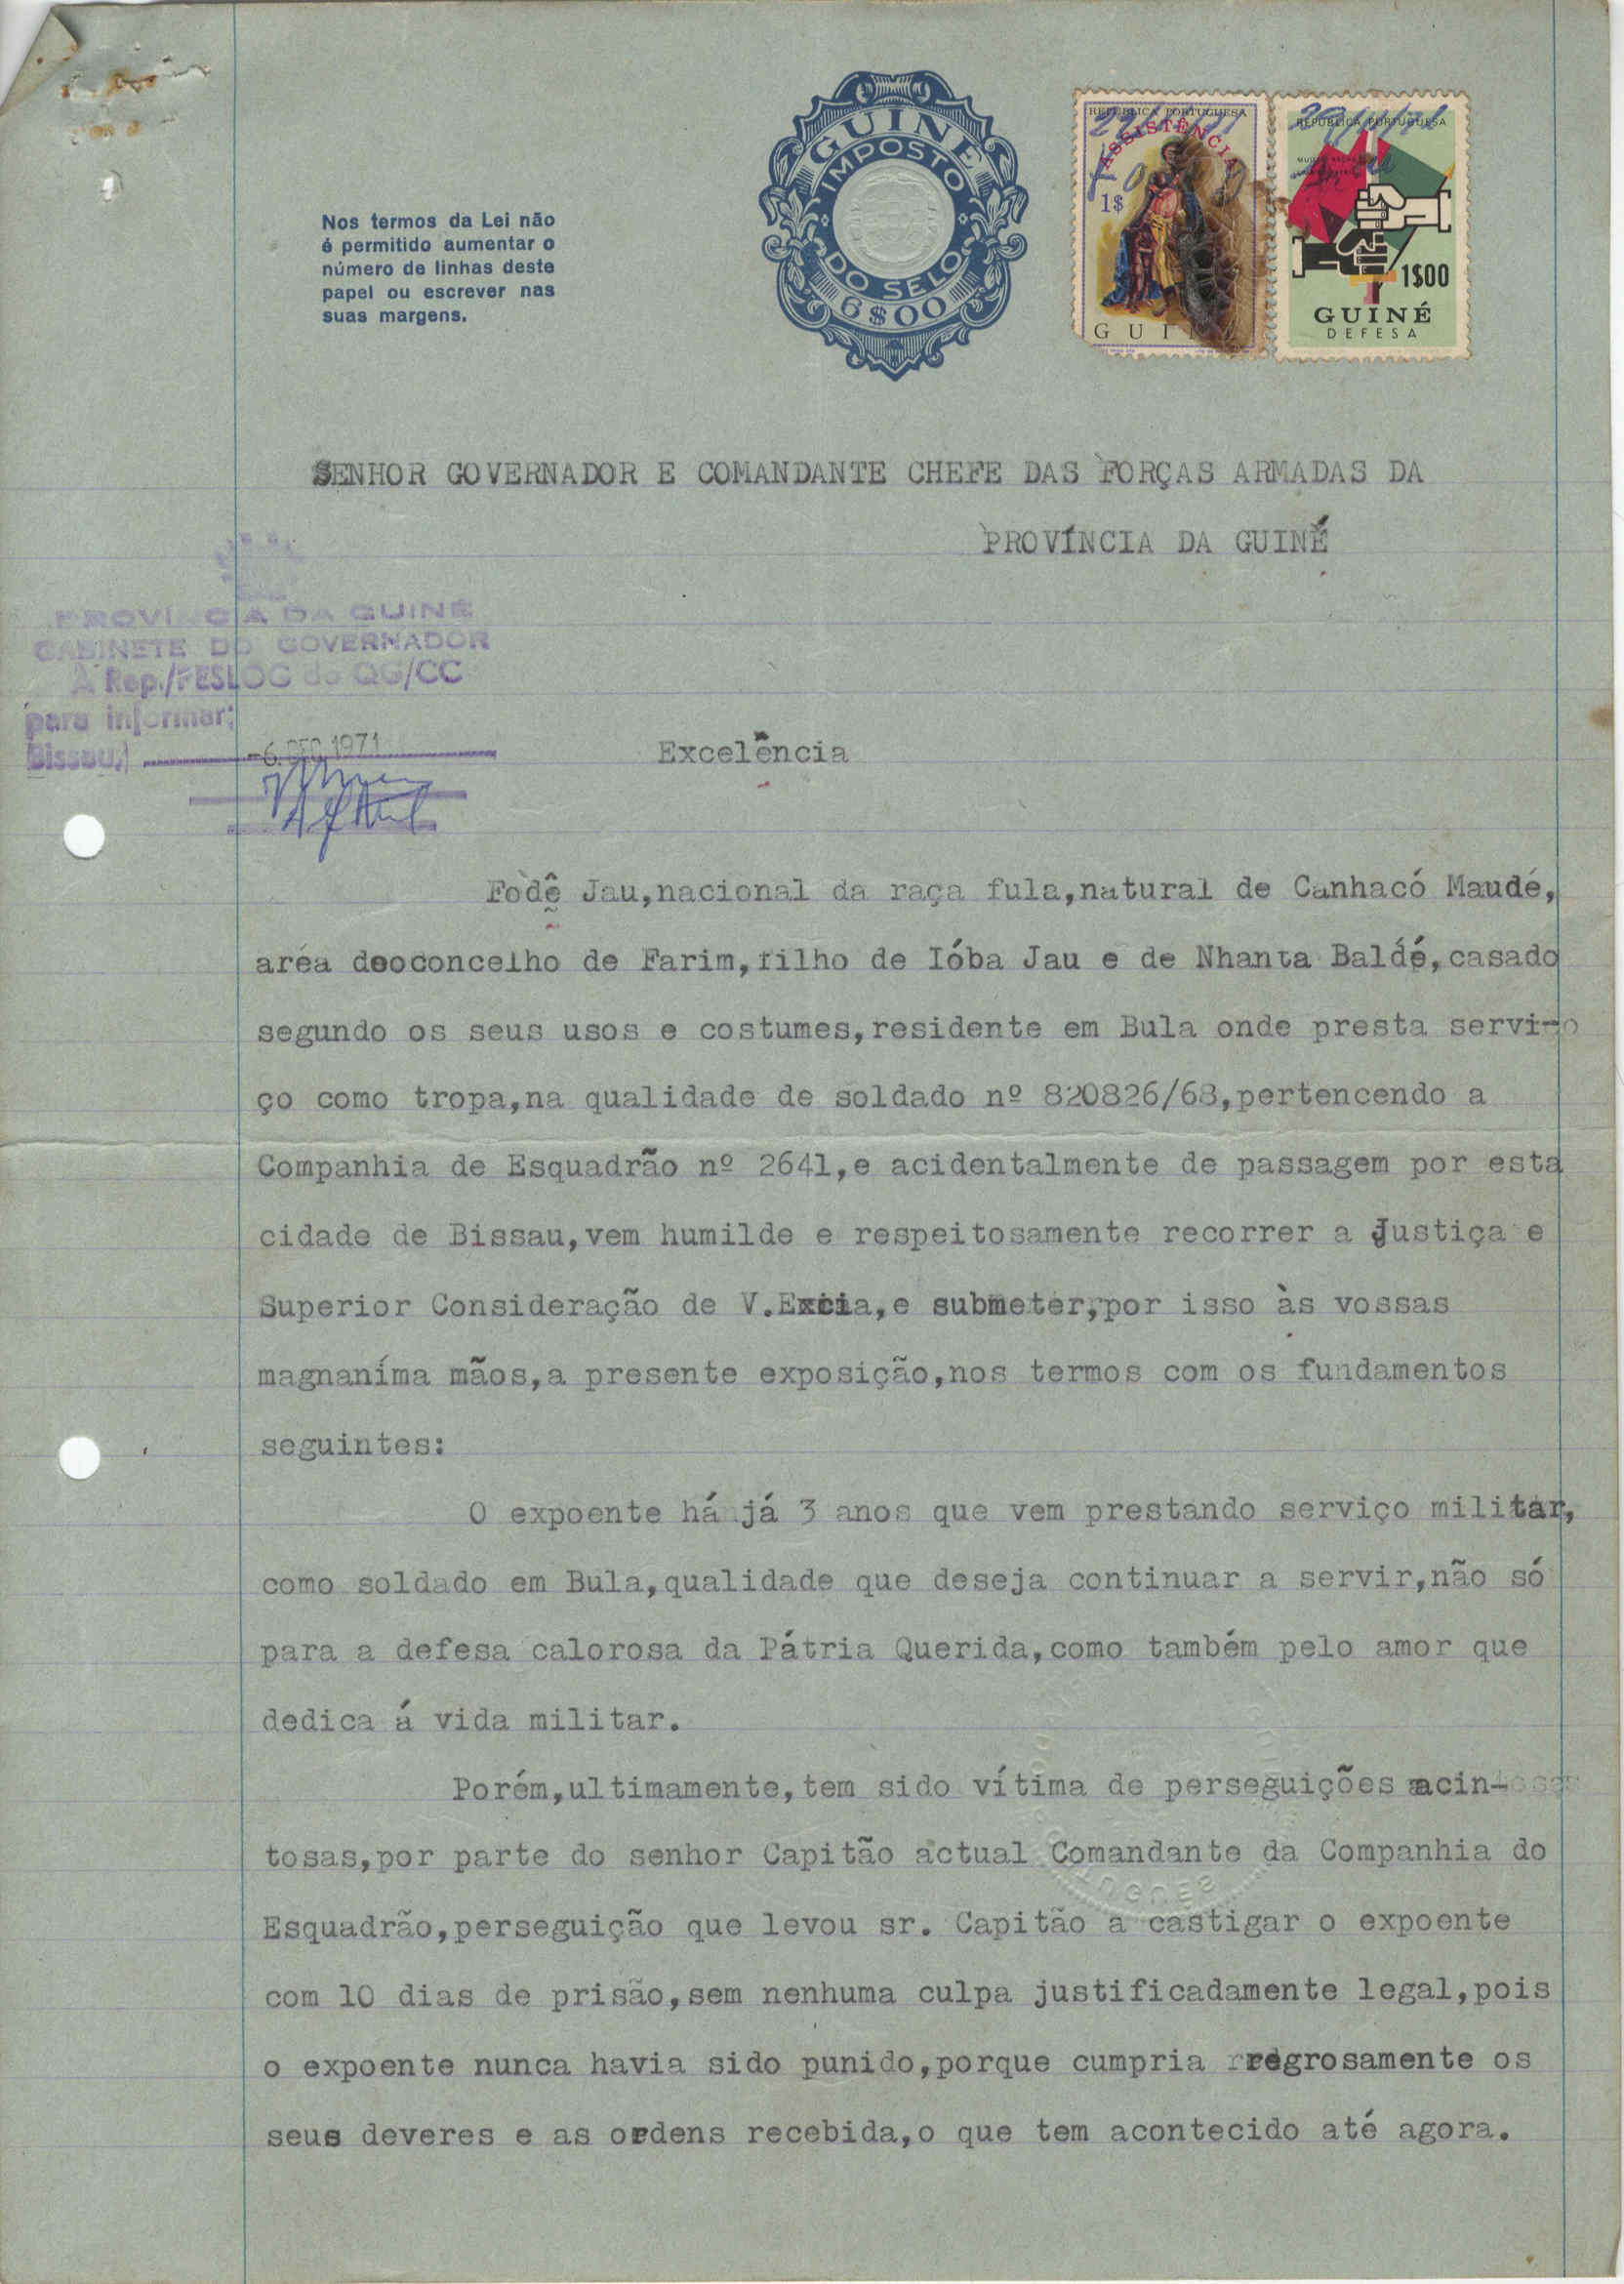 Nos termos da Lei não
é permitido aumentar o
número de linhas deste
papel ou escrever nas
suas margens.
GUINÉ
IMPOSTO
DO SELO
6$00
REPÚBLICA PORTUGUESA
ASSISTÊNCIA
1$
GUI
REPÚBLICA PORTUGUESA
1$00
GUINÉ
DEFESA
SENHOR GOVERNADOR E COMANDANTE CHEFE DAS FORÇAS ARMADAS DA
PROVÍNCIA DA GUINÉ
PROVÍNCIA DA GUINÉ
GABINETE DO GOVERNADOR
À Rep./PESLOG do QG/CC
para informar;
Bissau, -6. DEC. 1971
Excelência
Fodê Jau,nacional da raça fula,natural de Canhacó Maudé,
aréa deoconcelho de Farim,filho de Ióba Jau e de Nhanta Baldé,casado
segundo os seus usos e costumes,residente em Bula onde presta servi-
ço como tropa,na qualidade de soldado nº 820826/68,pertencendo a
Companhia de Esquadrão nº 2641,e acidentalmente de passagem por esta
cidade de Bissau,vem humilde e respeitosamente recorrer a Justiça e
Superior Consideração de V.Excia,e submeter,por isso às vossas
magnaníma mãos,a presente exposição,nos termos com os fundamentos
seguintes:
O expoente há já 3 anos que vem prestando serviço militar,
como soldado em Bula,qualidade que deseja continuar a servir,não só
para a defesa calorosa da Pátria Querida,como também pelo amor que
dedica á vida militar.
Porém,ultimamente,tem sido vítima de perseguições acin-
tosas,por parte do senhor Capitão actual Comandante da Companhia do
Esquadrão,perseguição que levou sr. Capitão a castigar o expoente
com 10 dias de prisão,sem nenhuma culpa justificadamente legal,pois
o expoente nunca havia sido punido,porque cumpria regrosamente os
seus deveres e as ordens recebida,o que tem acontecido até agora.